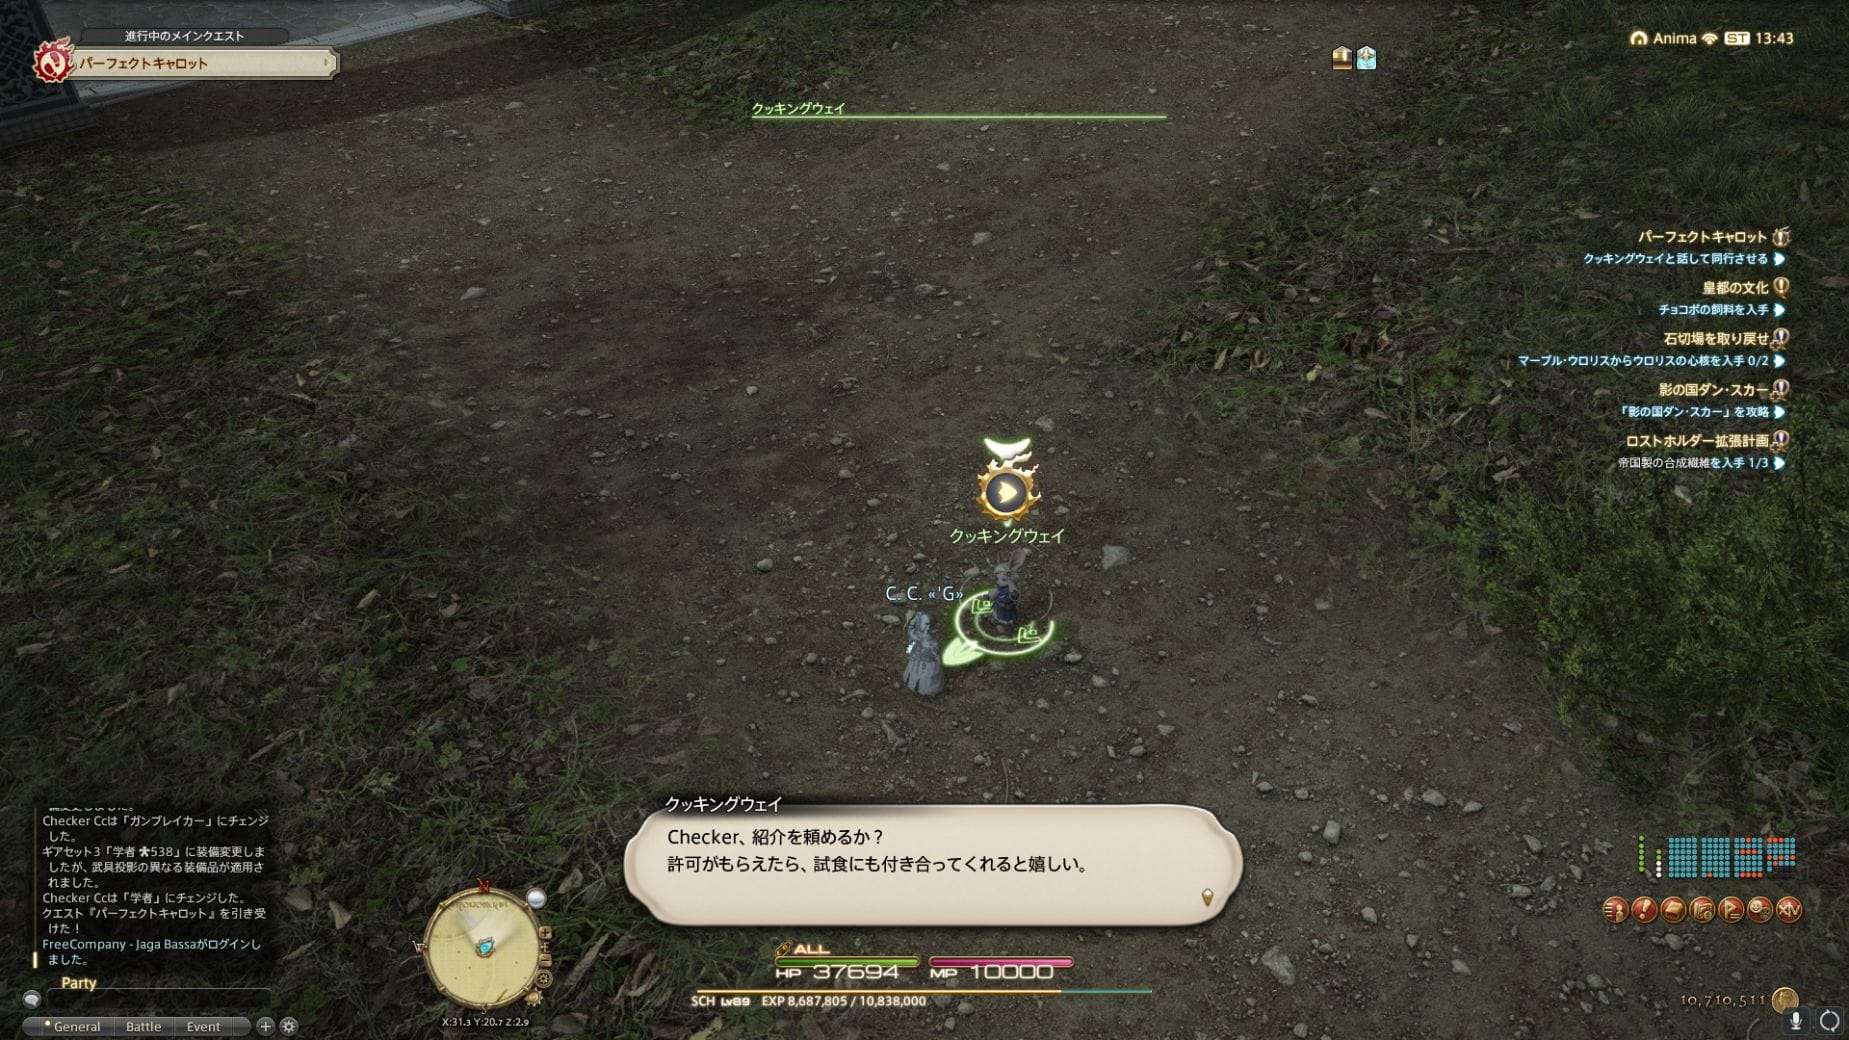 進行中のメインクエスト
パーフェクトキャロット
Anima ST 13:43
クッキングウェイ
パーフェクトキャロット
クッキングウェイと話して同行させる
皇都の文化
チョコボの飼料を入手
石切場を取り戻せ
マーブル・ウロリスからウロリスの心核を入手 0/2
影の国ダン・スカー
「影の国ダン・スカー」を攻略
ロストホルダー拡張計画
帝国製の合成繊維を入手 1/3
クッキングウェイ
C. C. «'G»
クッキングウェイ
Checker、紹介を頼めるか？
許可がもらえたら、試食にも付き合ってくれると嬉しい。
備変更しました。
Checker Ccは「ガンブレイカー」にチェンジ
した。
ギアセット3「学者 ★538」に装備変更しま
したが、武具投影の異なる装備品が適用さ
れました。
Checker Ccは「学者」にチェンジした。
クエスト『パーフェクトキャロット』を引き受
けた！
FreeCompany - Jaga Bassaがログインし
ました。
Party
General Battle Event
N
W
X:31.3 Y:20.7 Z:2.9
ALL
HP 37694 MP 10000
SCH Lv89 EXP 8,687,805 / 10,838,000
XIV
10,710,511